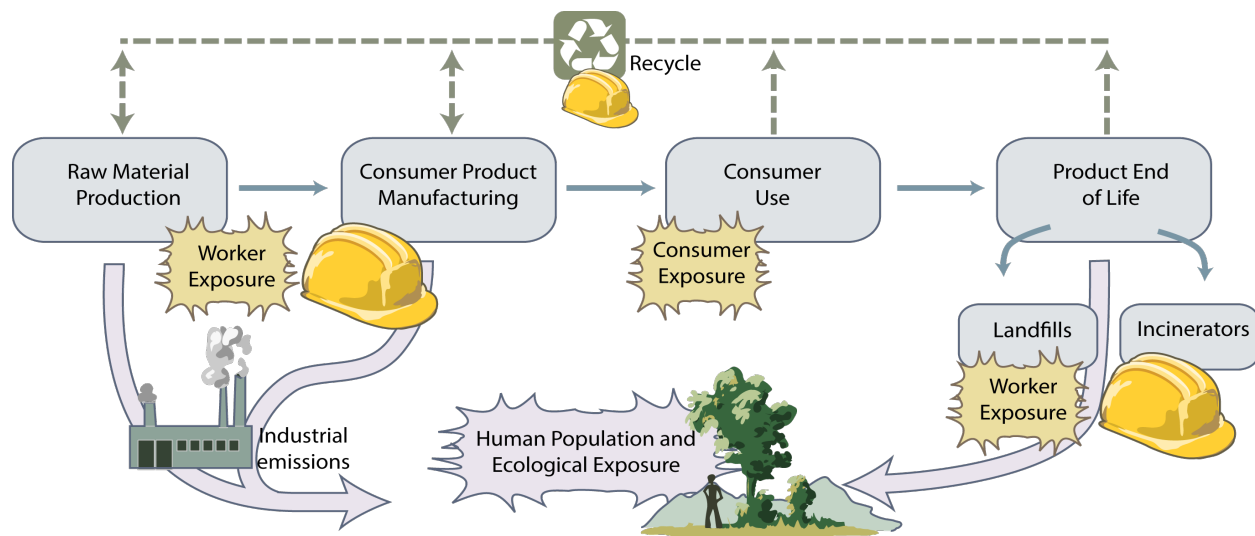 Recycle
Raw Material
Production
Consumer Product
Manufacturing
Consumer
Use
Product End
of Life
Worker
Exposure
Consumer
Exposure
Landfills
Incinerators
Worker
Exposure
Industrial
emissions
Human Population and
Ecological Exposure